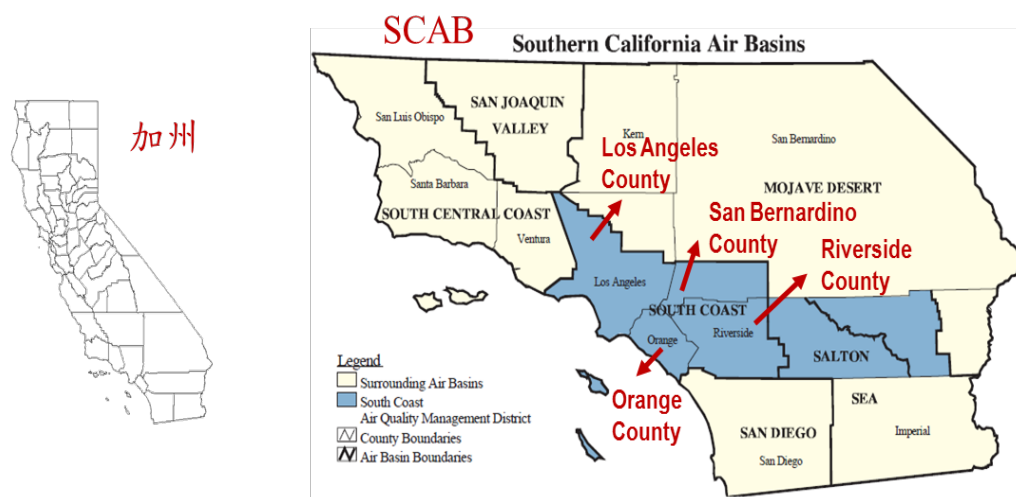 SCAB
Southern California Air Basins
加州
San Luis Obispo
SAN JOAQUIN
VALLEY
Kern
San Bernardino
Los Angeles
County
Santa Barbara
MOJAVE DESERT
SOUTH CENTRAL COAST
Ventura
San Bernardino
County
Riverside
County
Los Angeles
SOUTH COAST
Orange
Riverside
SALTON
SEA
Legend
Surrounding Air Basins
South Coast
Air Quality Management District
County Boundaries
Air Basin Boundaries
Orange
County
SAN DIEGO
San Diego
Imperial